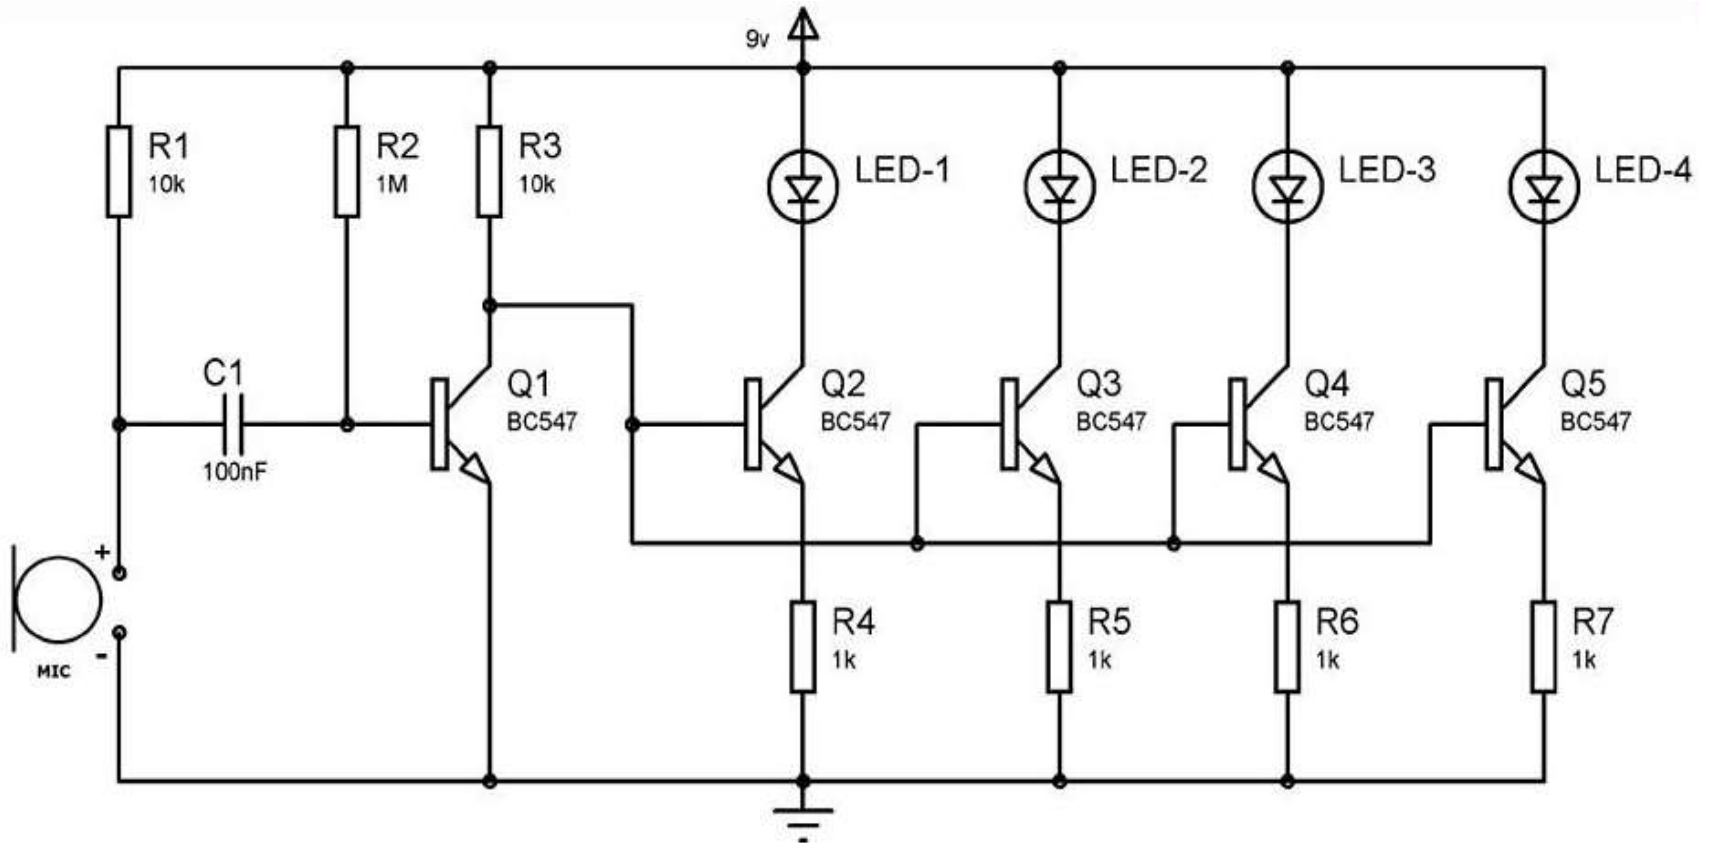 9v
R1
10k
R2
1M
R3
10k
LED-1
LED-2
LED-3
LED-4
C1
100nF
Q1
BC547
Q2
BC547
Q3
BC547
Q4
BC547
Q5
BC547
+
-
MIC
R4
1k
R5
1k
R6
1k
R7
1k